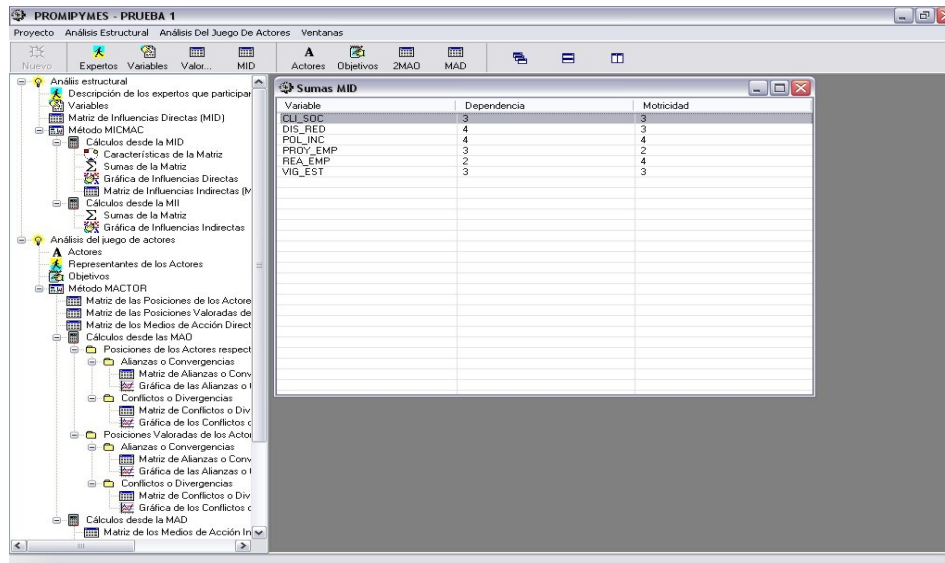 PROMIPYMES - PRUEBA 1
Proyecto Análisis Estructural Análisis Del Juego De Actores Ventanas
Nuevo Expertos Variables Valor... MID Actores Objetivos 2MAO MAD
Análiis estructural
Descripción de los expertos que participar
Variables
Matriz de Influencias Directas (MID)
Método MICMAC
Cálculos desde la MID
Características de la Matriz
Sumas de la Matriz
Gráfica de Influencias Directas
Matriz de Influencias Indirectas (M
Cálculos desde la MII
Sumas de la Matriz
Gráfica de Influencias Indirectas
Análisis del juego de actores
A Actores
Representantes de los Actores
Objetivos
Método MACTOR
Matriz de las Posiciones de los Actore
Matriz de las Posiciones Valoradas de
Matriz de los Medios de Acción Direct
Cálculos desde las MAO
Posiciones de los Actores respect
Alianzas o Convergencias
Matriz de Alianzas o Conv
Gráfica de las Alianzas o
Conflictos o Divergencias
Matriz de Conflictos o Div
Gráfica de los Conflictos o
Posiciones Valoradas de los Actor
Alianzas o Convergencias
Matriz de Alianzas o Conv
Gráfica de las Alianzas o
Conflictos o Divergencias
Matriz de Conflictos o Div
Gráfica de los Conflictos o
Cálculos desde la MAD
Matriz de los Medios de Acción In
Sumas MID
Variable Dependencia Motricidad
CLI_SOC 3 3
DIS_RED 4 3
POL_INC 4 4
PROY_EMP 3 2
REA_EMP 2 4
VIG_EST 3 3